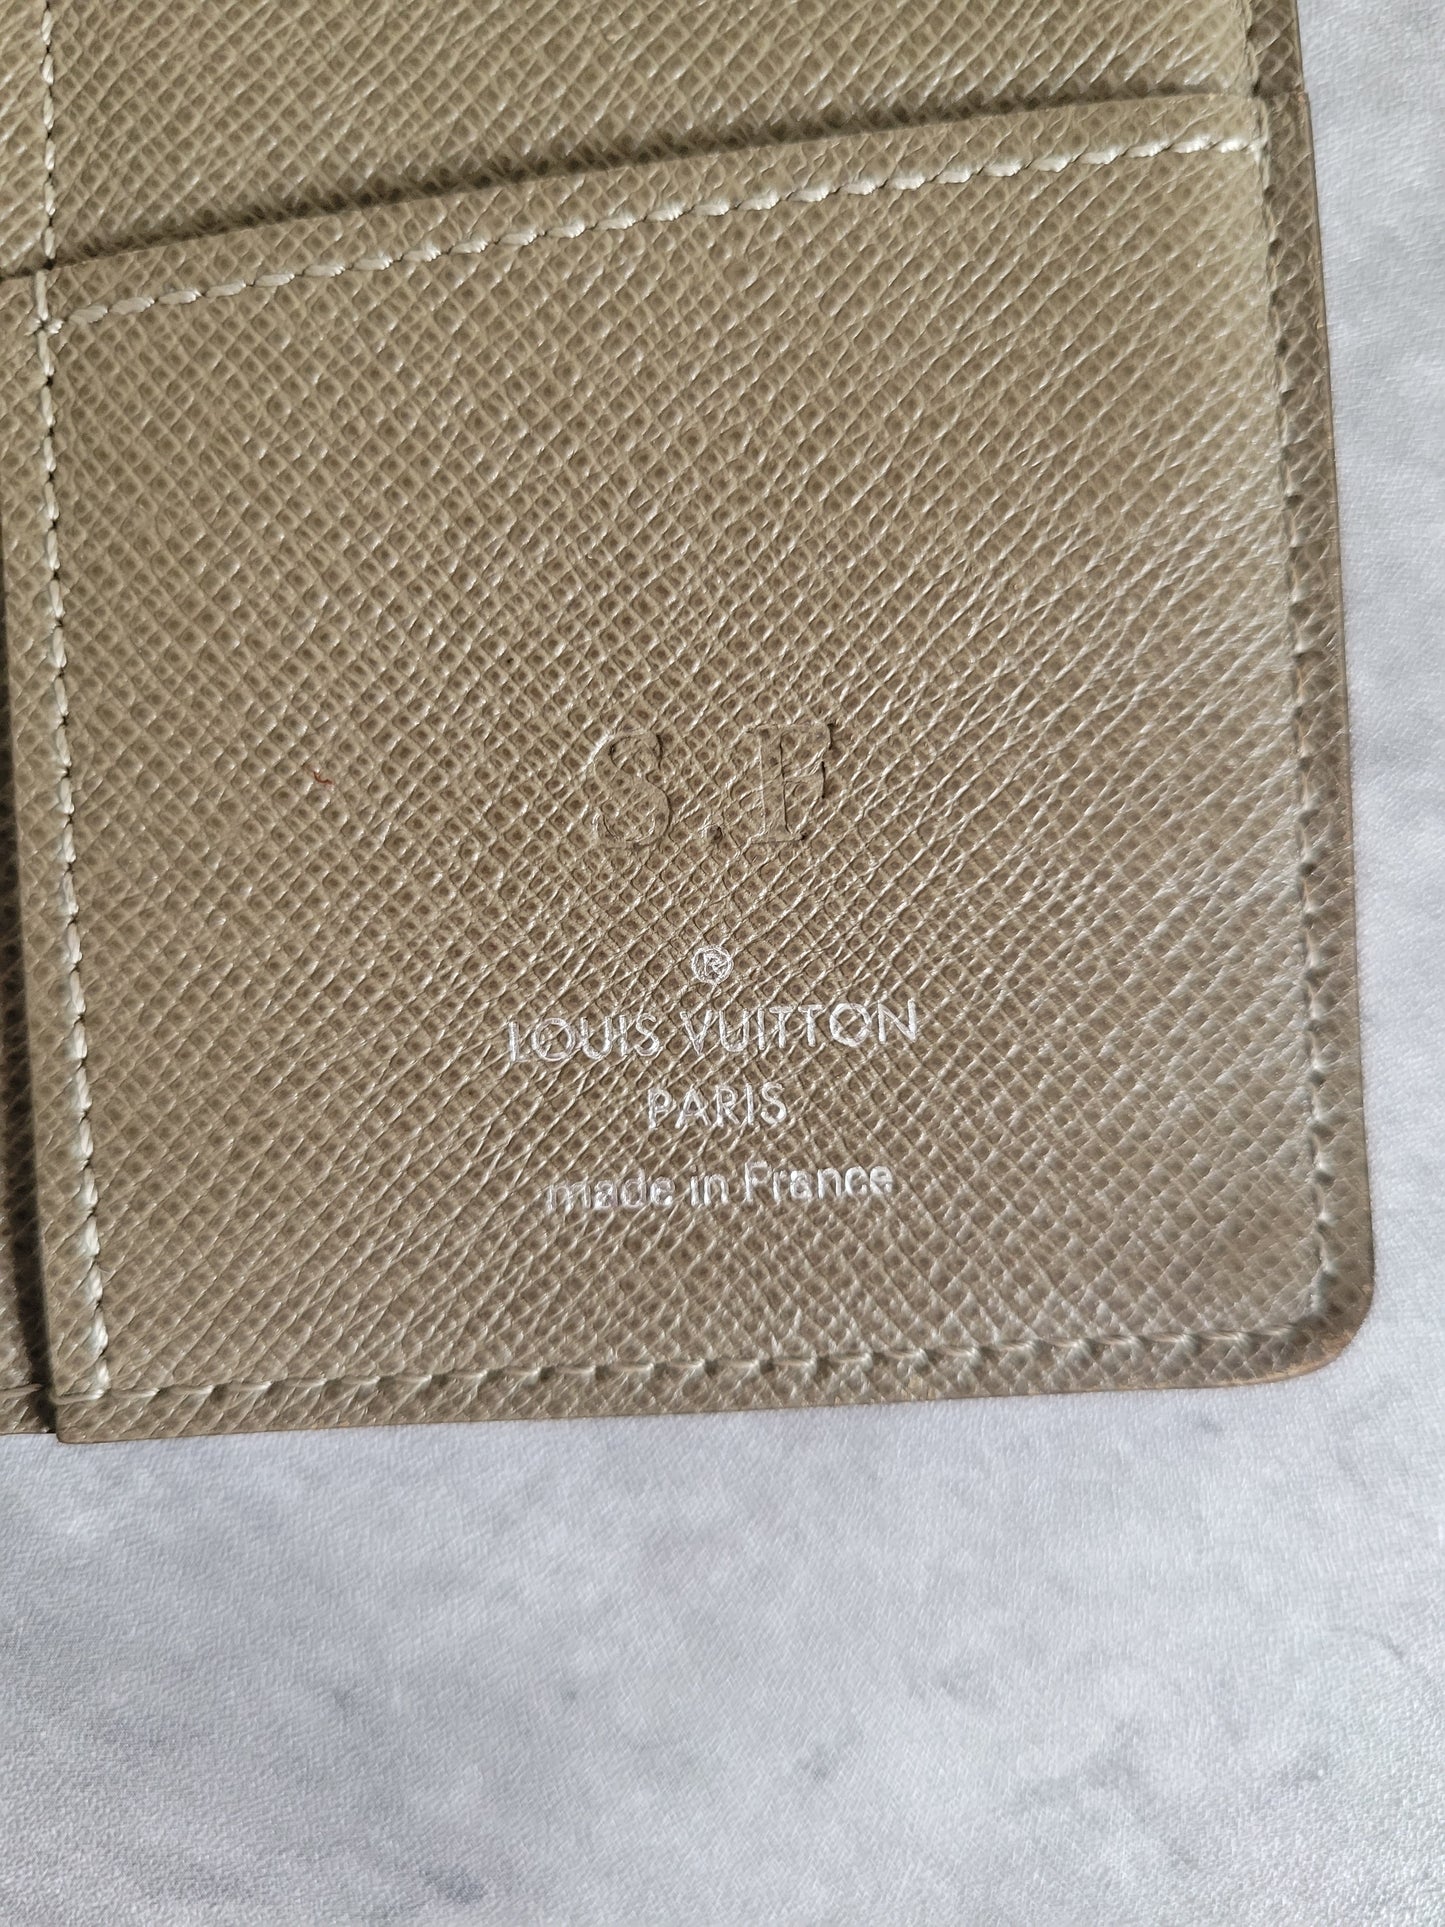 S.F
®
LOUIS VUITTON
PARIS
made in France